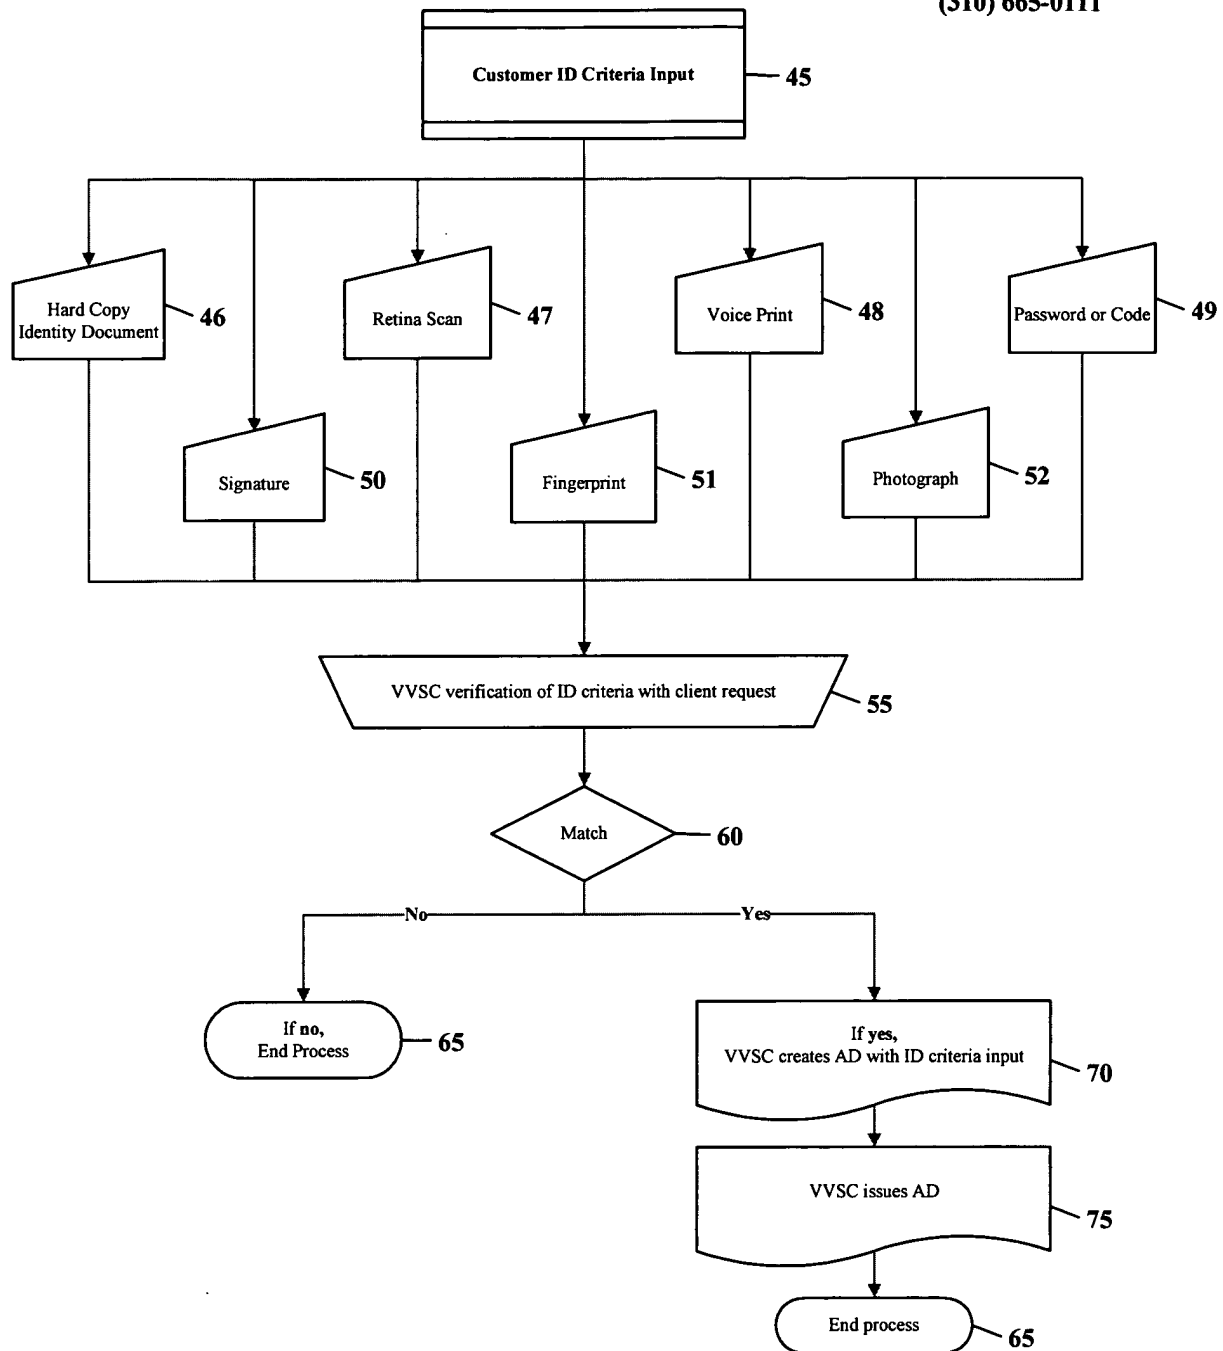 (310) 665-0111
Customer ID Criteria Input
45
Hard Copy
Identity Document
46
Retina Scan
47
Voice Print
48
Password or Code
49
Signature
50
Fingerprint
51
Photograph
52
VVSC verification of ID criteria with client request
55
Match
60
No
Yes
If no,
End Process
65
If yes,
VVSC creates AD with ID criteria input
70
VVSC issues AD
75
End process
65